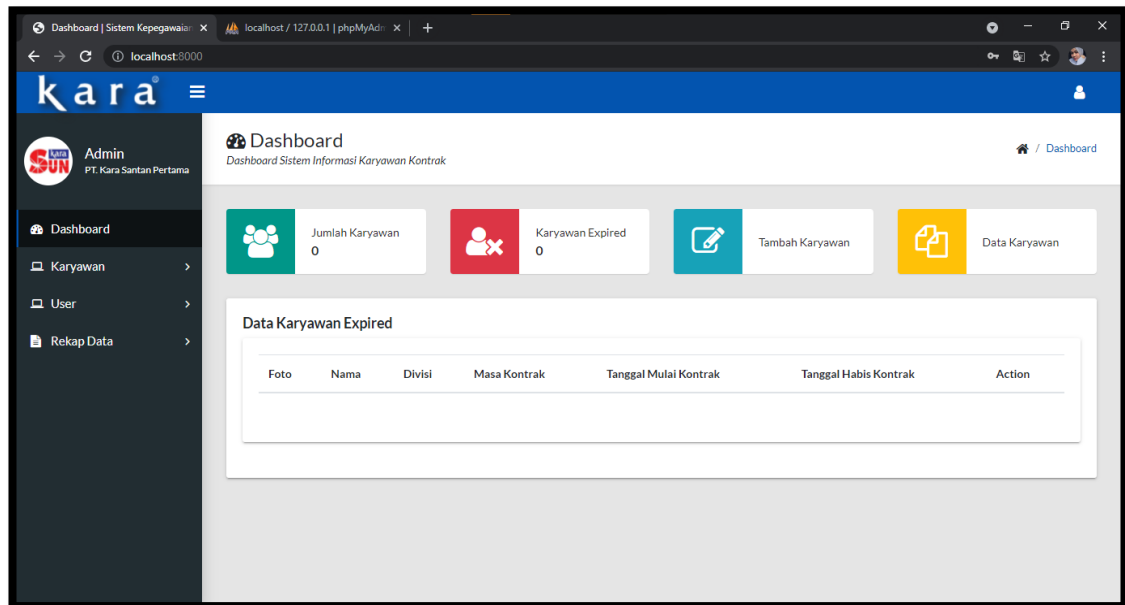 Dashboard | Sistem Kepegawaian
localhost / 127.0.0.1 | phpMyAdm
localhost:8000
kara
Admin
PT. Kara Santan Pertama
kara
SUN
Dashboard
Dashboard Sistem Informasi Karyawan Kontrak
/ Dashboard
Dashboard
Karyawan
User
Rekap Data
Jumlah Karyawan
0
Karyawan Expired
0
Tambah Karyawan
Data Karyawan
Data Karyawan Expired
Foto Nama Divisi Masa Kontrak Tanggal Mulai Kontrak Tanggal Habis Kontrak Action